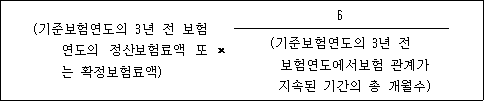 (기준보험연도의 3년 전 보험
연도의 정산보험료액 또
는 확정보험료액)
×
6
(기준보험연도의 3년 전
보험연도에서보험 관계가
지속된 기간의 총 개월수)